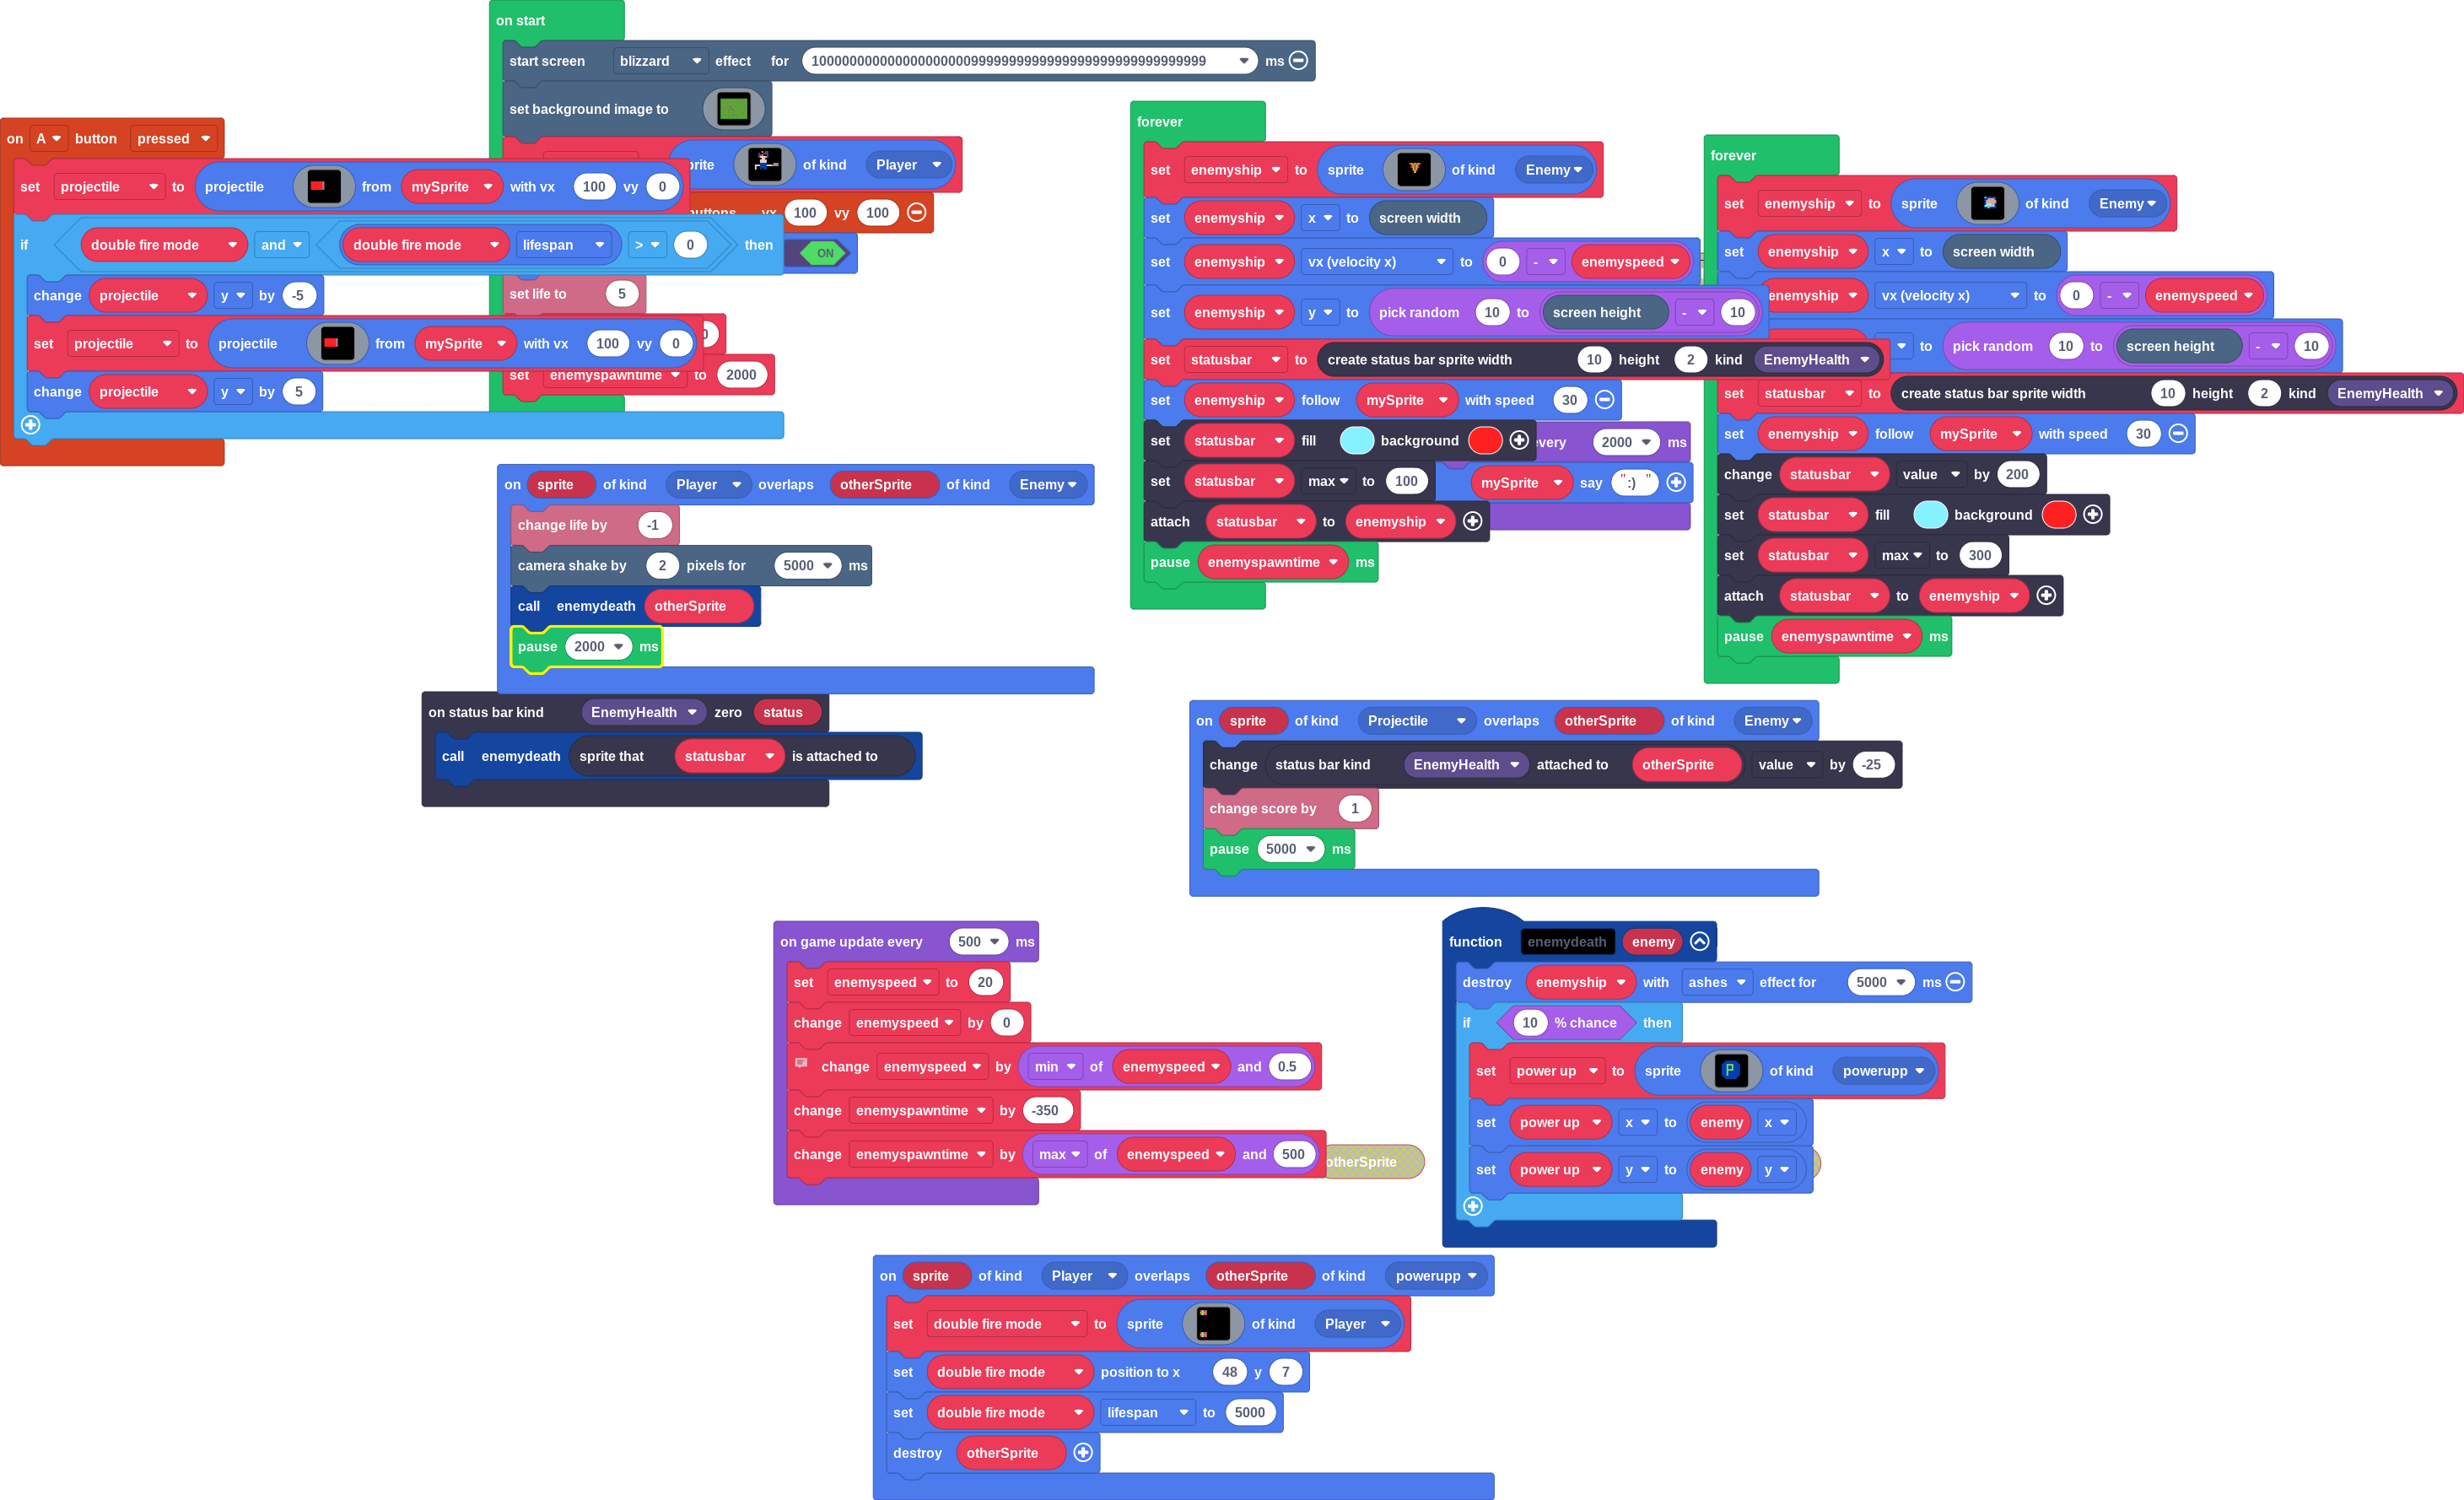 on start
start screen blizzard effect for 10000000000000000000009999999999999999999999999999999999 ms
set background image to
sprite of kind Player
buttons vx 100 vy 100
ON
set life to 5
0
set enemyspawntime to 2000
on A button pressed
set projectile to projectile from mySprite with vx 100 vy 0
if double fire mode and double fire mode lifespan > 0 then
change projectile y by -5
set projectile to projectile from mySprite with vx 100 vy 0
change projectile y by 5
forever
set enemyship to sprite of kind Enemy
set enemyship x to screen width
set enemyship vx (velocity x) to 0 - enemyspeed
set enemyship y to pick random 10 to screen height - 10
set statusbar to create status bar sprite width 10 height 2 kind EnemyHealth
set enemyship follow mySprite with speed 30
set statusbar fill background
set statusbar max to 100
attach statusbar to enemyship
pause enemyspawntime ms
every 2000 ms
mySprite say ":)"
forever
set enemyship to sprite of kind Enemy
set enemyship x to screen width
enemyship vx (velocity x) to 0 - enemyspeed
to pick random 10 to screen height - 10
set statusbar to create status bar sprite width 10 height 2 kind EnemyHealth
set enemyship follow mySprite with speed 30
change statusbar value by 200
set statusbar fill background
set statusbar max to 300
attach statusbar to enemyship
pause enemyspawntime ms
on sprite of kind Player overlaps otherSprite of kind Enemy
change life by -1
camera shake by 2 pixels for 5000 ms
call enemydeath otherSprite
pause 2000 ms
on status bar kind EnemyHealth zero status
call enemydeath sprite that statusbar is attached to
on sprite of kind Projectile overlaps otherSprite of kind Enemy
change status bar kind EnemyHealth attached to otherSprite value by -25
change score by 1
pause 5000 ms
on game update every 500 ms
set enemyspeed to 20
change enemyspeed by 0
change enemyspeed by min of enemyspeed and 0.5
change enemyspawntime by -350
change enemyspawntime by max of enemyspeed and 500
otherSprite
function enemydeath enemy
destroy enemyship with ashes effect for 5000 ms
if 10 % chance then
set power up to sprite of kind powerupp
set power up x to enemy x
set power up y to enemy y
on sprite of kind Player overlaps otherSprite of kind powerupp
set double fire mode to sprite of kind Player
set double fire mode position to x 48 y 7
set double fire mode lifespan to 5000
destroy otherSprite